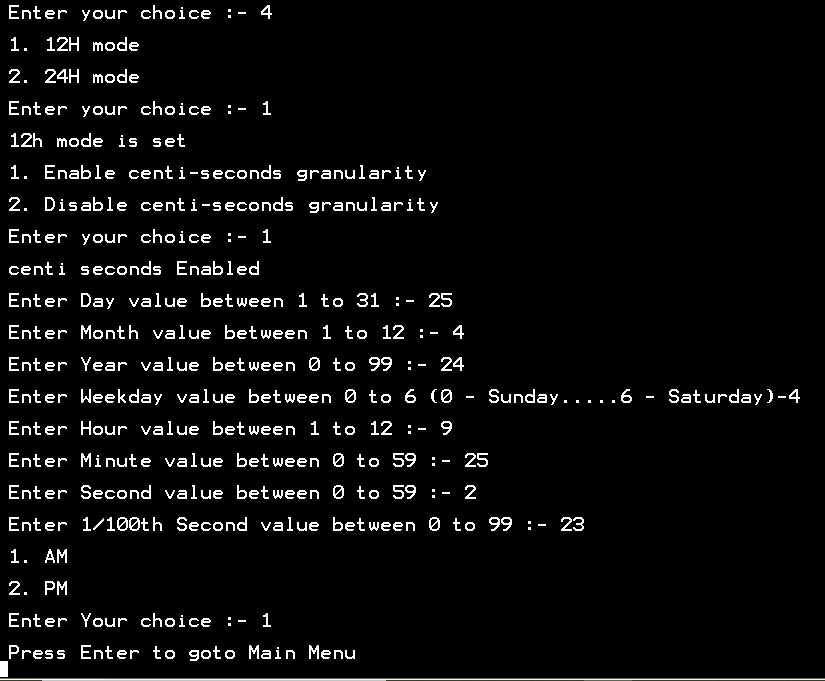 Enter your choice :- 4
1. 12H mode
2. 24H mode
Enter your choice :- 1
12h mode is set
1. Enable centi-seconds granularity
2. Disable centi-seconds granularity
Enter your choice :- 1
centi seconds Enabled
Enter Day value between 1 to 31 :- 25
Enter Month value between 1 to 12 :- 4
Enter Year value between 0 to 99 :- 24
Enter Weekday value between 0 to 6 (0 - Sunday.....6 - Saturday)-4
Enter Hour value between 1 to 12 :- 9
Enter Minute value between 0 to 59 :- 25
Enter Second value between 0 to 59 :- 2
Enter 1/100th Second value between 0 to 99 :- 23
1. AM
2. PM
Enter Your choice :- 1
Press Enter to goto Main Menu